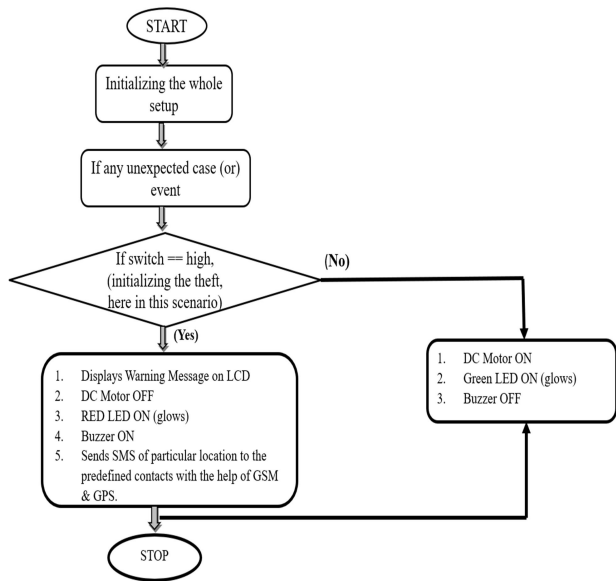 START
Initializing the whole
setup
If any unexpected case (or)
event
If switch == high,
(initializing the theft,
here in this scenario)
(No)
(Yes)
1. Displays Warning Message on LCD
2. DC Motor OFF
3. RED LED ON (glows)
4. Buzzer ON
5. Sends SMS of particular location to the
predefined contacts with the help of GSM
& GPS.
1. DC Motor ON
2. Green LED ON (glows)
3. Buzzer OFF
STOP